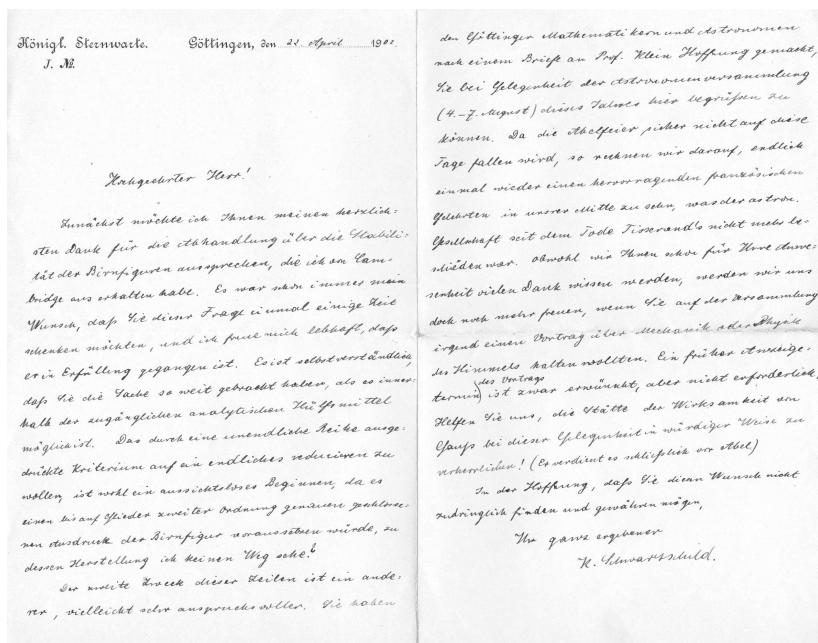 Königl. Sternwarte. Göttingen, den 22. April 1902.
J. No.
Hochgeehrter Herr!
Zunächst möchte ich Ihnen meinen herzlich-
sten Dank für die Abhandlung über die Stabili-
tät der Birnfiguren aussprechen, die ich von Cam-
bridge aus erhalten habe. Es war schon immer mein
Wunsch, daß Sie dieser Frage einmal einige Zeit
schenken möchten, und ich freue mich lebhaft, daß
er in Erfüllung gegangen ist. Es ist selbstverständlich,
daß Sie die Sache so weit gebracht haben, als es inner-
halb der zugänglichen analytischen Hülfsmittel
möglich ist. Das durch eine unendliche Reihe ausge-
drückte Kriterium auf ein endliches reducieren zu
wollen, ist wohl ein aussichtsloses Beginnen, da es
einen bis auf Glieder zweiter Ordnung genauen geschlosse-
nen Ausdruck der Birnfigur voraussetzen würde, zu
dessen Herstellung ich keinen Weg sehe.
Der zweite Zweck dieser Zeilen ist ein ande-
rer, vielleicht sehr anspruchsvoller. Sie haben
den Göttinger Mathematikern und Astronomen
nach einem Briefe an Prof. Klein Hoffnung gemacht,
Sie bei Gelegenheit der Astronomenversammlung
(4.–7. August) dieses Jahres hier begrüßen zu
können. Da die Abelfeier sicher nicht auf diese
Tage fallen wird, so rechnen wir darauf, endlich
einmal wieder einen hervorragenden französischen
Gelehrten in unsrer Mitte zu sehn, was der astron.
Gesellschaft seit dem Tode Tisserand's nicht mehr be-
schieden war. Obwohl wir Ihnen schon für Ihre Anwe-
senheit vielen Dank wissen werden, werden wir uns
doch noch mehr freuen, wenn Sie auf der Versammlung
irgend einen Vortrag über Mechanik oder Physik
des Himmels halten wollten. Ein früher Anzeige-
termin des Vortrags ist zwar erwünscht, aber nicht erforderlich.
Helfen Sie uns, die Stätte der Wirksamkeit von
Gauss bei dieser Gelegenheit in würdiger Weise zu
verherrlichen! (Er verdient es schließlich vor Abel)
In der Hoffnung, daß Sie diesen Wunsch nicht
zudringlich finden und gewähren mögen,
Ihr ganz ergebener
K. Schwartzschild.